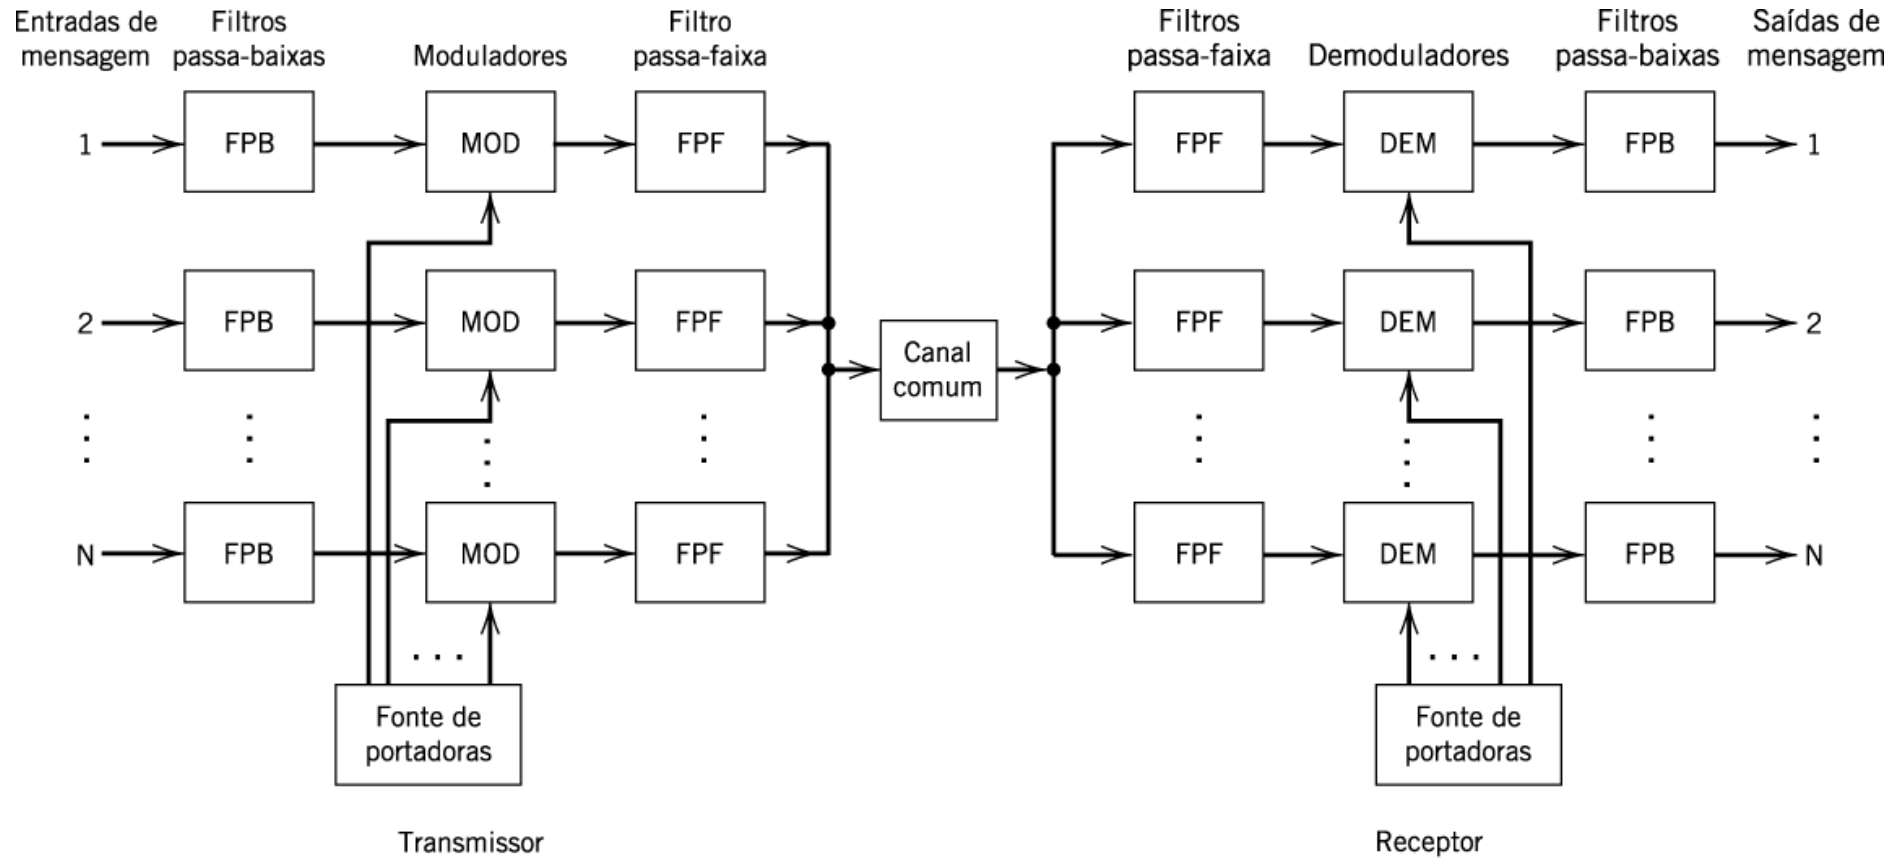 Entradas de
mensagem
Filtros
passa-baixas
Moduladores
Filtro
passa-faixa
Filtros
passa-faixa
Demoduladores
Filtros
passa-baixas
Saídas de
mensagem
1
FPB
MOD
FPF
FPF
DEM
FPB
1
2
FPB
MOD
FPF
Canal
comum
FPF
DEM
FPB
2
N
FPB
MOD
FPF
FPF
DEM
FPB
N
Fonte de
portadoras
Fonte de
portadoras
Transmissor
Receptor